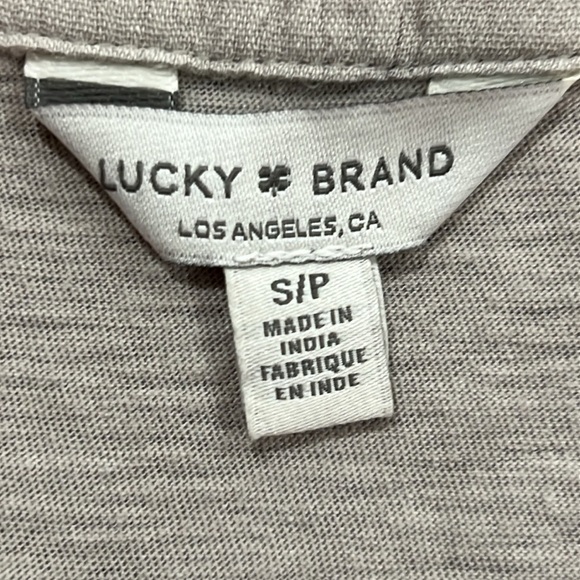 LUCKY BRAND
LOS ANGELES, CA
S/P
MADE IN
INDIA
FABRIQUE
EN INDE